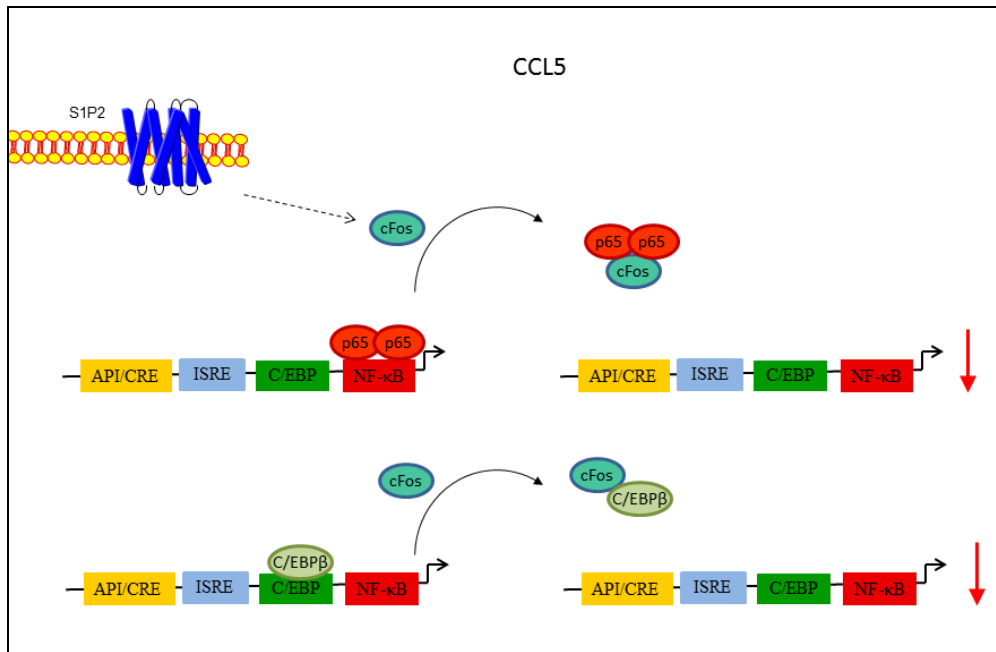 CCL5
S1P2
cFos
p65 p65
cFos
p65 p65
API/CRE ISRE C/EBP NF-κB
API/CRE ISRE C/EBP NF-κB
cFos
cFos
C/EBPβ
C/EBPβ
API/CRE ISRE C/EBP NF-κB
API/CRE ISRE C/EBP NF-κB